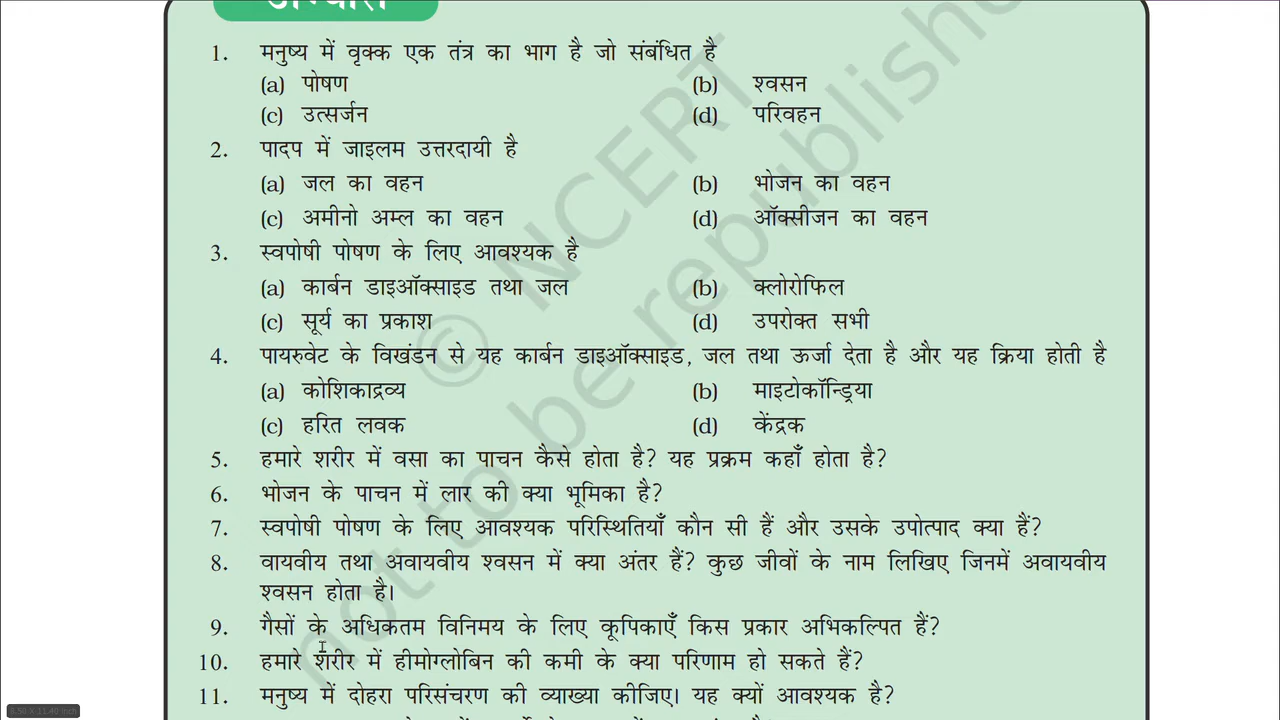 अभ्यास
1. मनुष्य में वृक्क एक तंत्र का भाग है जो संबंधित है
(a) पोषण (b) श्वसन
(c) उत्सर्जन (d) परिवहन
2. पादप में जाइलम उत्तरदायी है
(a) जल का वहन (b) भोजन का वहन
(c) अमीनो अम्ल का वहन (d) ऑक्सीजन का वहन
3. स्वपोषी पोषण के लिए आवश्यक है
(a) कार्बन डाइऑक्साइड तथा जल (b) क्लोरोफिल
(c) सूर्य का प्रकाश (d) उपरोक्त सभी
4. पायरुवेट के विखंडन से यह कार्बन डाइऑक्साइड, जल तथा ऊर्जा देता है और यह क्रिया होती है
(a) कोशिकाद्रव्य (b) माइटोकॉन्ड्रिया
(c) हरित लवक (d) केंद्रक
5. हमारे शरीर में वसा का पाचन कैसे होता है? यह प्रक्रम कहाँ होता है?
6. भोजन के पाचन में लार की क्या भूमिका है?
7. स्वपोषी पोषण के लिए आवश्यक परिस्थितियाँ कौन सी हैं और उसके उपोत्पाद क्या हैं?
8. वायवीय तथा अवायवीय श्वसन में क्या अंतर हैं? कुछ जीवों के नाम लिखिए जिनमें अवायवीय
श्वसन होता है।
9. गैसों के अधिकतम विनिमय के लिए कूपिकाएँ किस प्रकार अभिकल्पित हैं?
10. हमारे शरीर में हीमोग्लोबिन की कमी के क्या परिणाम हो सकते हैं?
11. मनुष्य में दोहरा परिसंचरण की व्याख्या कीजिए। यह क्यों आवश्यक है?
© NCERT
not to be republishe